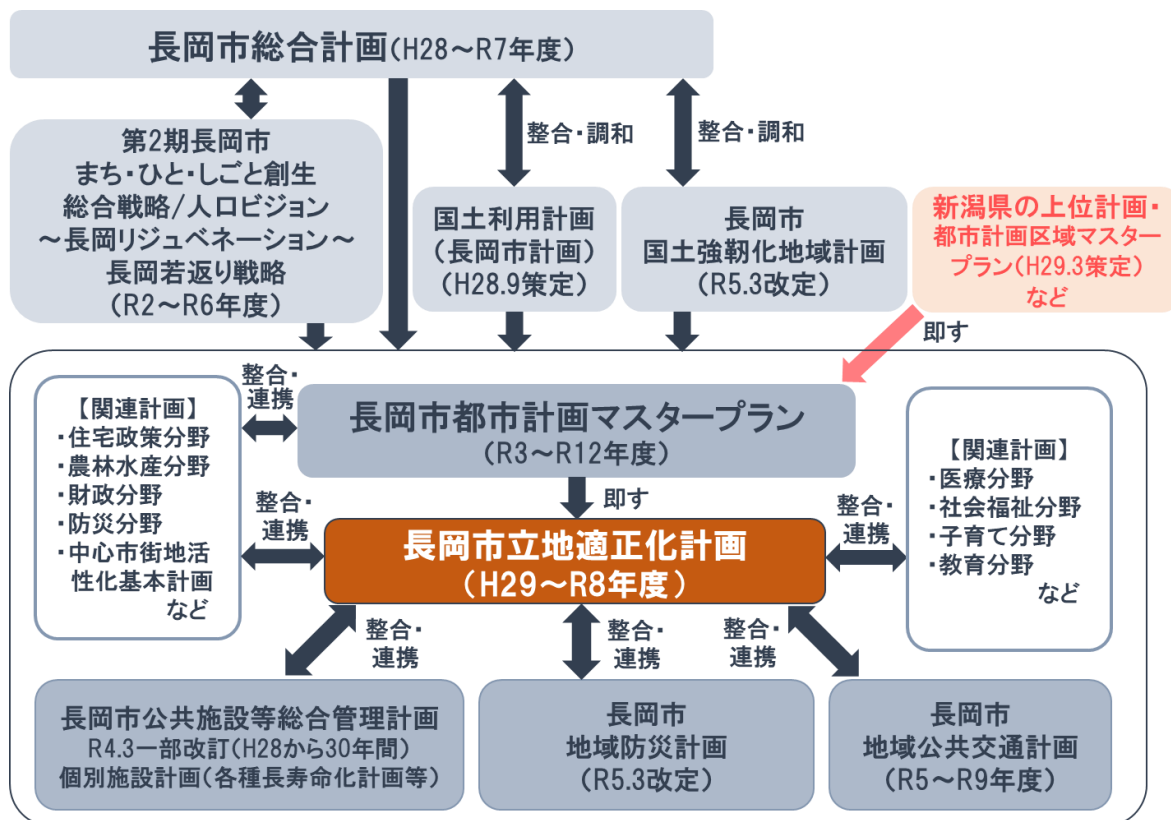 長岡市総合計画(H28～R7年度)
整合・調和
整合・調和
第2期長岡市
まち・ひと・しごと創生
総合戦略/人口ビジョン
～長岡リジュベネーション～
長岡若返り戦略
(R2～R6年度)
国土利用計画
(長岡市計画)
(H28.9策定)
長岡市
国土強靭化地域計画
(R5.3改定)
新潟県の上位計画・
都市計画区域マスター
プラン(H29.3策定)
など
即す
【関連計画】
・住宅政策分野
・農林水産分野
・財政分野
・防災分野
・中心市街地活
性化基本計画
など
整合・
連携
長岡市都市計画マスタープラン
(R3～R12年度)
即す
整合・
連携
長岡市立地適正化計画
(H29～R8年度)
整合・
連携
【関連計画】
・医療分野
・社会福祉分野
・子育て分野
・教育分野
など
整合・
連携
整合・
連携
整合・
連携
長岡市公共施設等総合管理計画
R4.3一部改訂(H28から30年間)
個別施設計画(各種長寿命化計画等)
長岡市
地域防災計画
(R5.3改定)
長岡市
地域公共交通計画
(R5～R9年度)